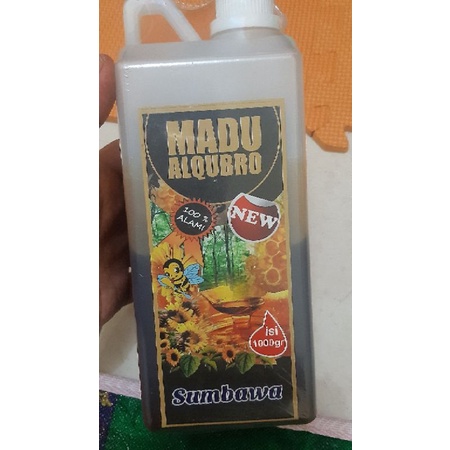 MADU
ALQUBRO
100%
ALAMI
NEW
isi
1000gr
Sumbawa